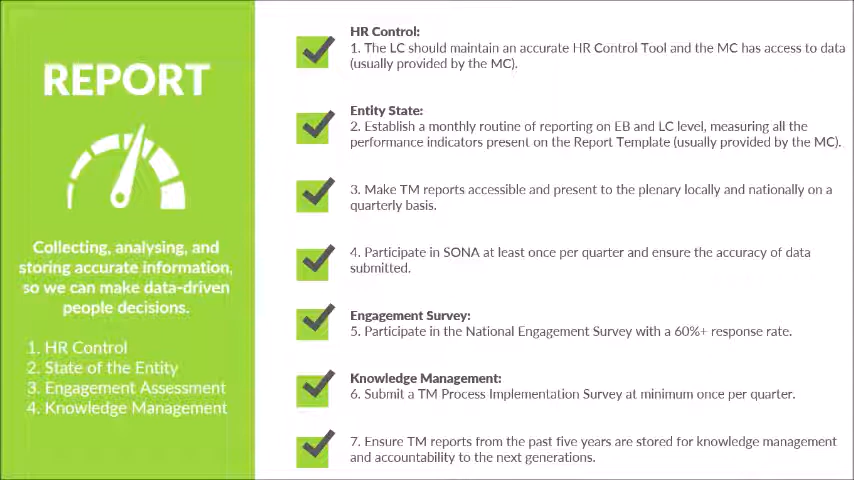 REPORT
Collecting, analysing, and
storing accurate information,
so we can make data-driven
people decisions.
1. HR Control
2. State of the Entity
3. Engagement Assessment
4. Knowledge Management
HR Control:
1. The LC should maintain an accurate HR Control Tool and the MC has access to data
(usually provided by the MC).
Entity State:
2. Establish a monthly routine of reporting on EB and LC level, measuring all the
performance indicators present on the Report Template (usually provided by the MC).
3. Make TM reports accessible and present to the plenary locally and nationally on a
quarterly basis.
4. Participate in SONA at least once per quarter and ensure the accuracy of data
submitted.
Engagement Survey:
5. Participate in the National Engagement Survey with a 60%+ response rate.
Knowledge Management:
6. Submit a TM Process Implementation Survey at minimum once per quarter.
7. Ensure TM reports from the past five years are stored for knowledge management
and accountability to the next generations.